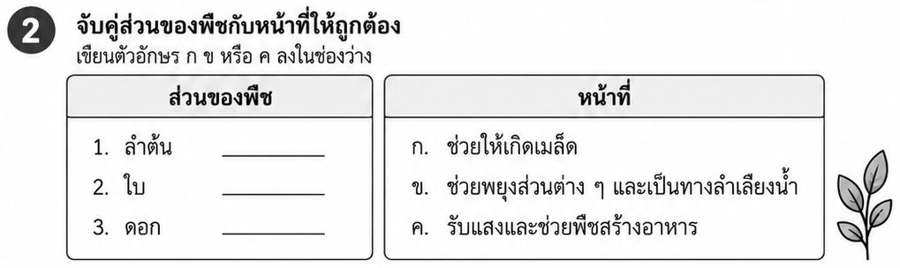 2 จับคู่ส่วนของพืชกับหน้าที่ให้ถูกต้อง
เขียนตัวอักษร ก ข หรือ ค ลงในช่องว่าง
ส่วนของพืช
1. ลำต้น __________
2. ใบ __________
3. ดอก __________
หน้าที่
ก. ช่วยให้เกิดเมล็ด
ข. ช่วยพยุงส่วนต่าง ๆ และเป็นทางลำเลียงน้ำ
ค. รับแสงและช่วยพืชสร้างอาหาร